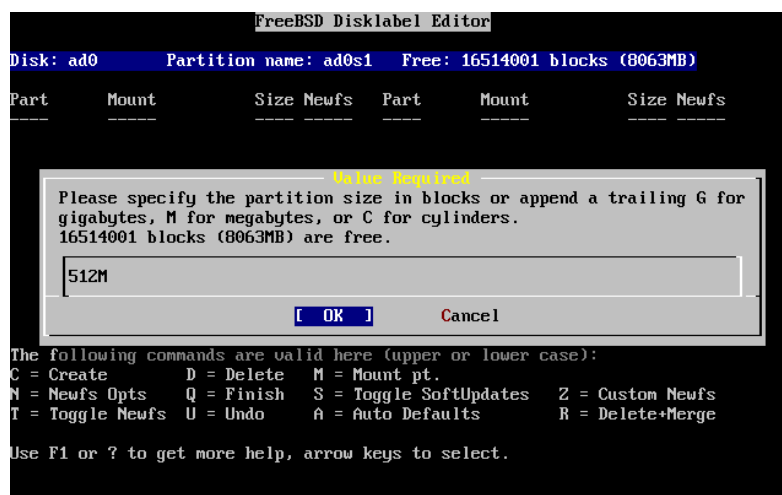 FreeBSD Disklabel Editor
Disk: ad0 Partition name: ad0s1 Free: 16514001 blocks (8063MB)
Part Mount Size Newfs Part Mount Size Newfs
---- ----- ---- ----- ---- ----- ---- -----
Value Required
Please specify the partition size in blocks or append a trailing G for
gigabytes, M for megabytes, or C for cylinders.
16514001 blocks (8063MB) are free.
512M
[ OK ] Cancel
The following commands are valid here (upper or lower case):
C = Create D = Delete M = Mount pt.
N = Newfs Opts Q = Finish S = Toggle SoftUpdates Z = Custom Newfs
T = Toggle Newfs U = Undo A = Auto Defaults R = Delete+Merge
Use F1 or ? to get more help, arrow keys to select.